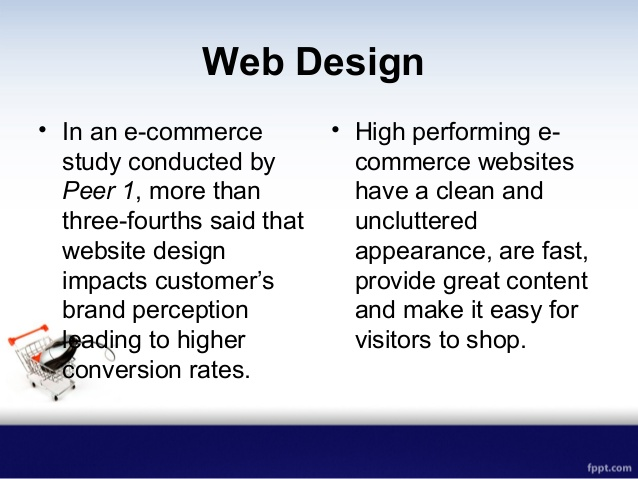 Web Design
• In an e-commerce
study conducted by
Peer 1, more than
three-fourths said that
website design
impacts customer’s
brand perception
leading to higher
conversion rates.
• High performing e-
commerce websites
have a clean and
uncluttered
appearance, are fast,
provide great content
and make it easy for
visitors to shop.
fppt.com